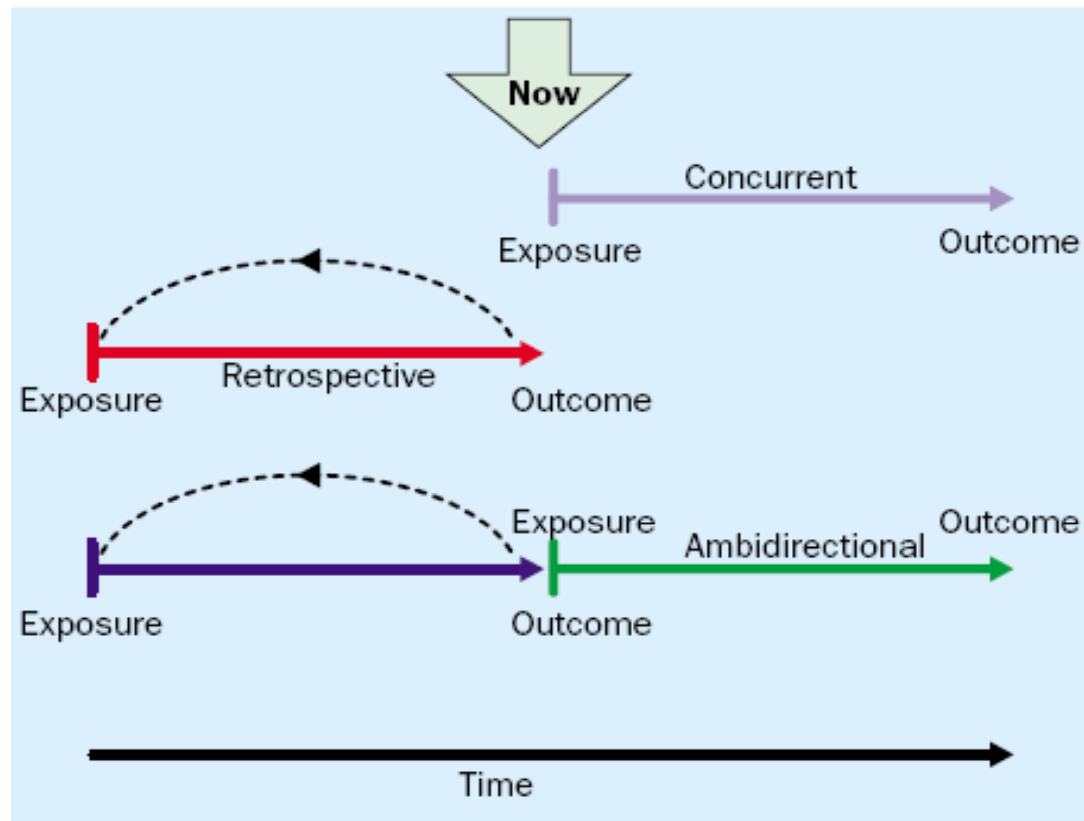 Now
Concurrent
Exposure
Outcome
Retrospective
Exposure
Outcome
Exposure
Outcome
Ambidirectional
Exposure
Outcome
Time